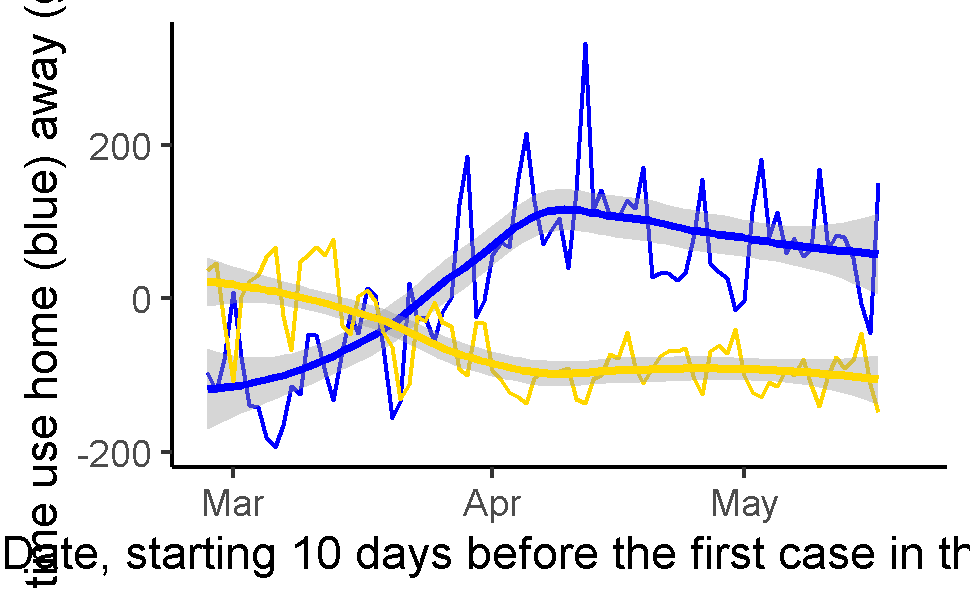 time use home (blue) away (
200
0
-200
Mar Apr May
Date, starting 10 days before the first case in th